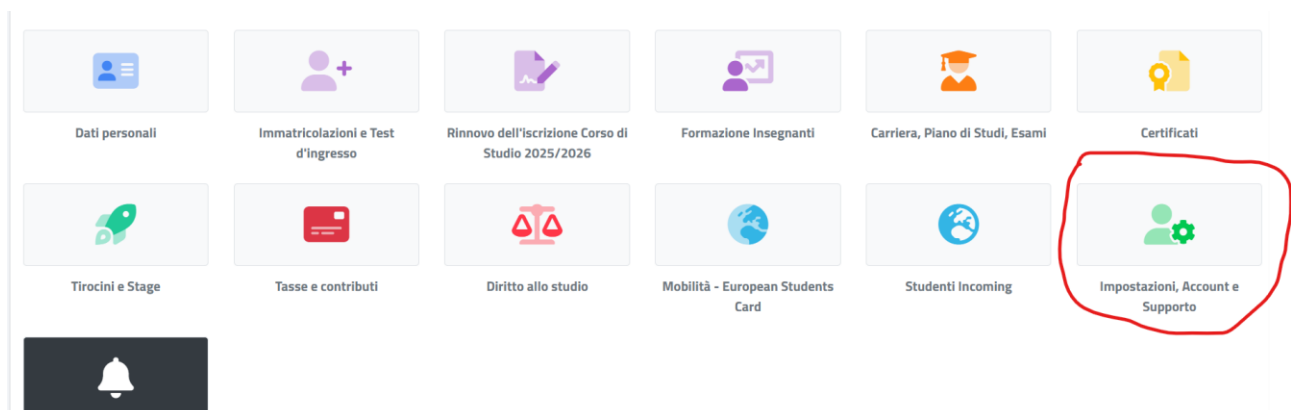 Dati personali
Immatricolazioni e Test
d'ingresso
Rinnovo dell'iscrizione Corso di
Studio 2025/2026
Formazione Insegnanti
Carriera, Piano di Studi, Esami
Certificati
Tirocini e Stage
Tasse e contributi
Diritto allo studio
Mobilità - European Students
Card
Studenti Incoming
Impostazioni, Account e
Supporto